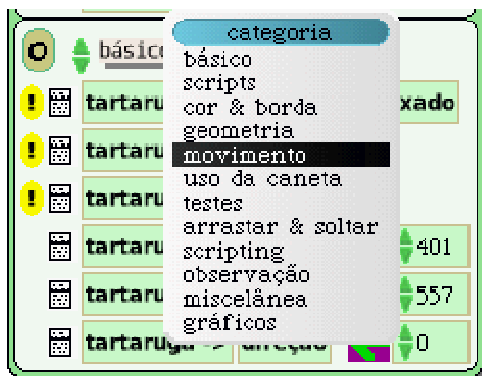 categoria
O básico
básico
scripts
! tartaru xado
cor & borda
geometria
! tartaru
movimento
uso da caneta
! tartaru
testes
arrastar & soltar
tartaru 401
scripting
observação
tartaru 557
miscelânea
gráficos
tartaruga -> direção 0